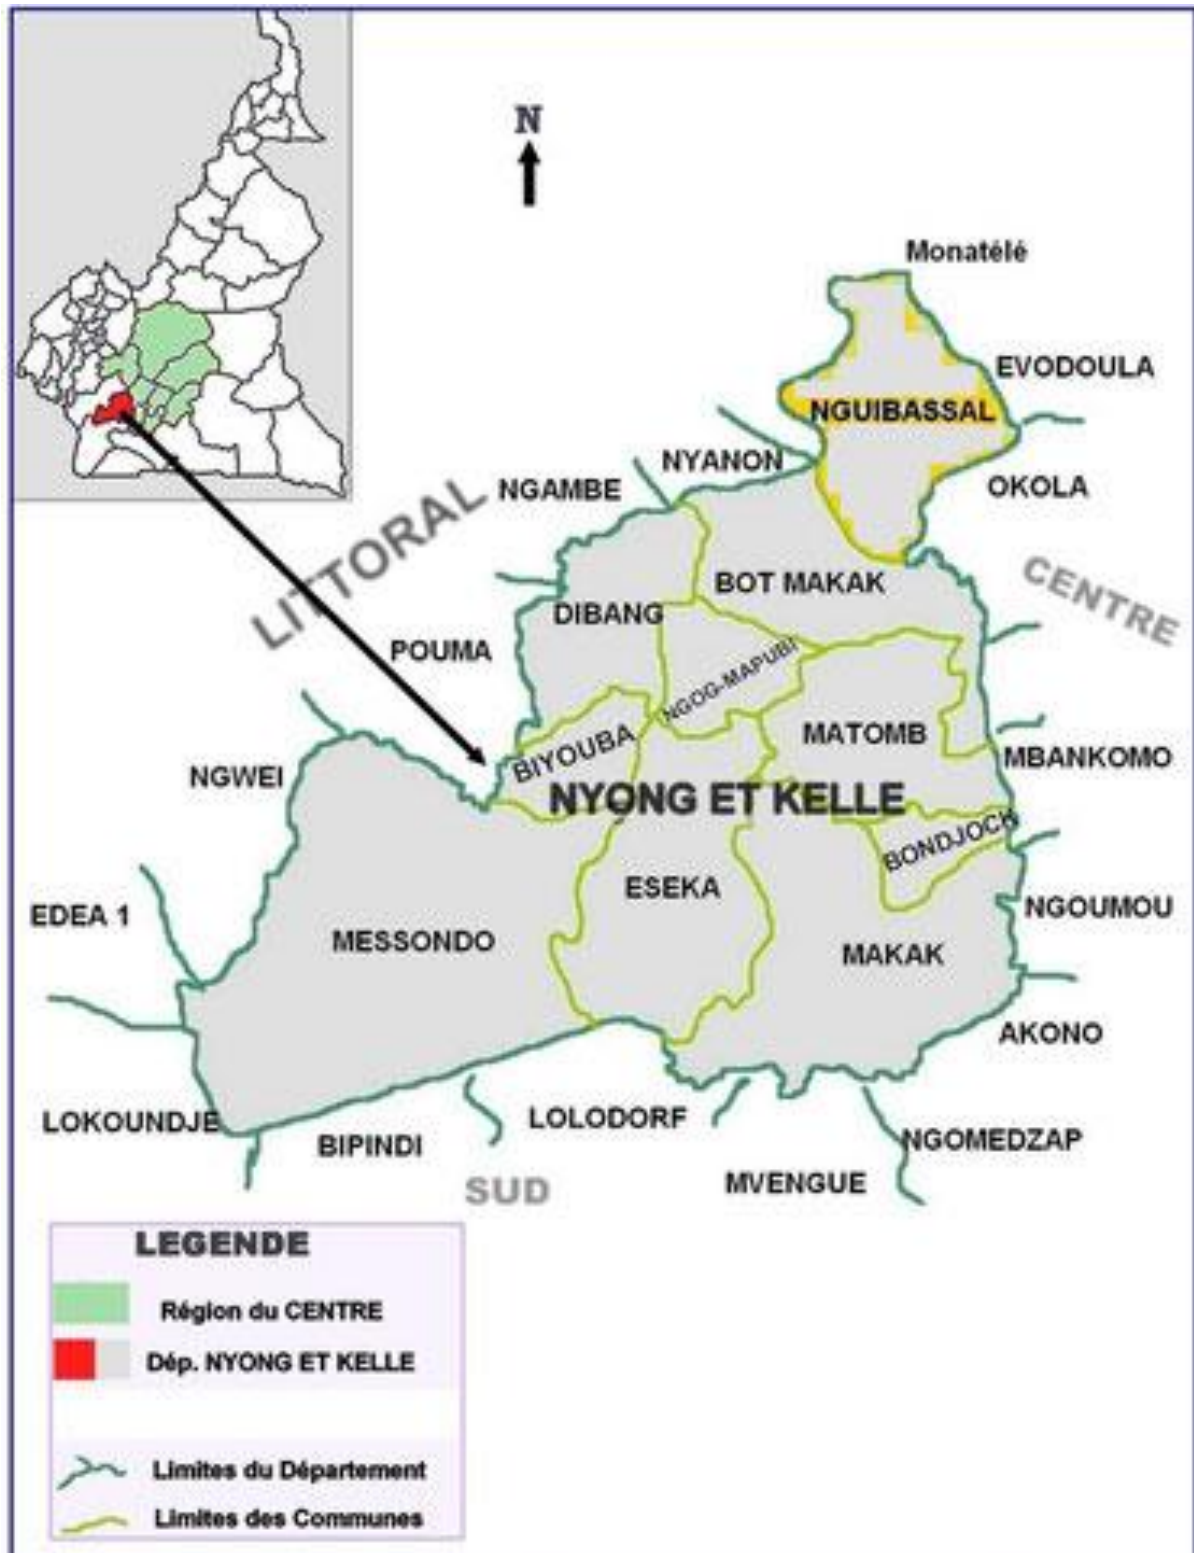 N
Monatélé
EVODOULA
NGUIBASSAL
NYANON
NGAMBE
OKOLA
LITTORAL
CENTRE
BOT MAKAK
DIBANG
POUMA
NGOG-MAPUBI
MATOMB
BIYOUBA
MBANKOMO
NGWEI
NYONG ET KELLE
BONDJOCK
ESEKA
NGOUMOU
EDEA 1
MESSONDO
MAKAK
AKONO
LOKOUNDJE
LOLODORF
BIPINDI
NGOMEDZAP
MVENGUE
SUD
LEGENDE
Région du CENTRE
Dép. NYONG ET KELLE
Limites du Département
Limites des Communes